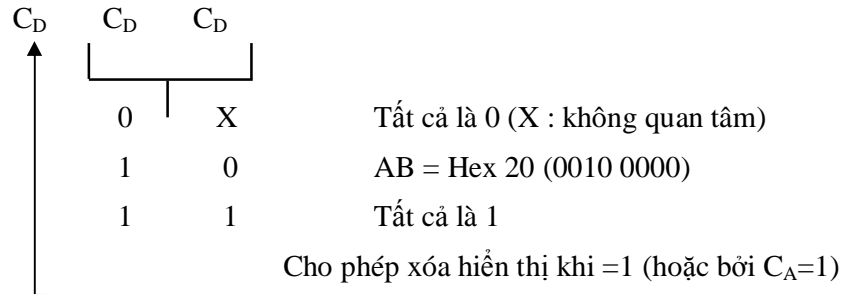 C_D C_D C_D
0 X Tất cả là 0 (X : không quan tâm)
1 0 AB = Hex 20 (0010 0000)
1 1 Tất cả là 1
Cho phép xóa hiển thị khi =1 (hoặc bởi C_A=1)